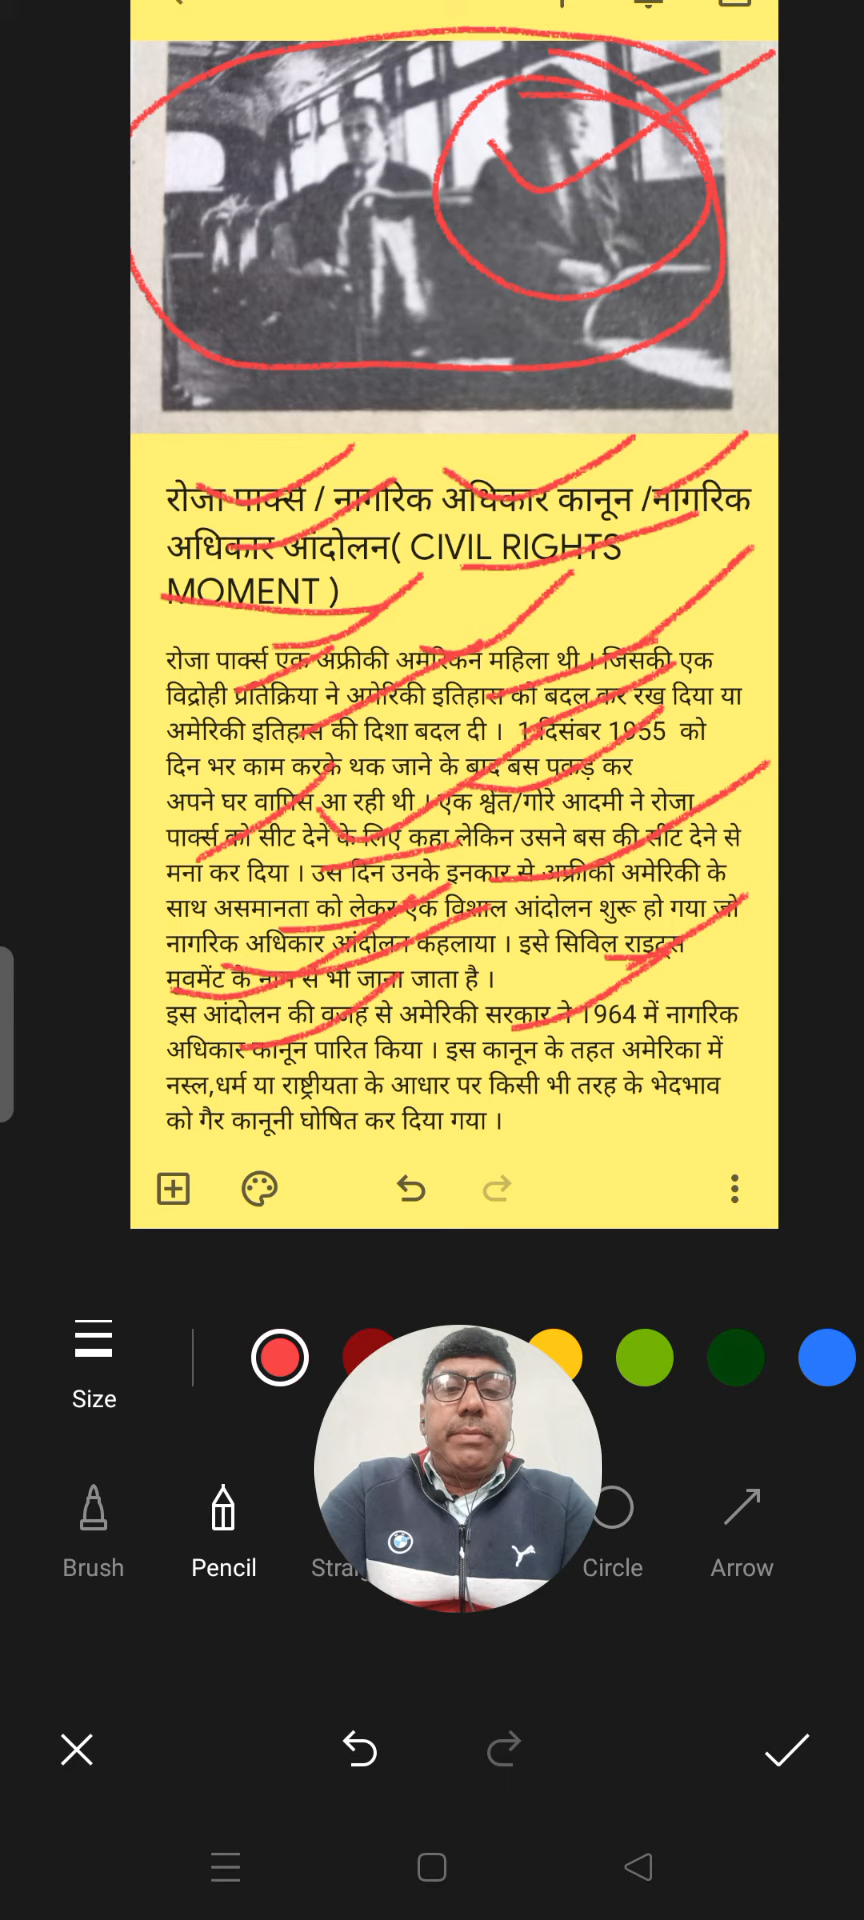 रोजा पार्क्स / नागरिक अधिकार कानून /नागरिक
अधिकार आंदोलन( CIVIL RIGHTS
MOMENT )
रोजा पार्क्स एक अफ्रीकी अमेरिकन महिला थी । जिसकी एक
विद्रोही प्रतिक्रिया ने अमेरिकी इतिहास को बदल कर रख दिया या
अमेरिकी इतिहास की दिशा बदल दी । 1 दिसंबर 1955 को
दिन भर काम करके थक जाने के बाद बस पकड़ कर
अपने घर वापिस आ रही थी । एक श्वेत/गोरे आदमी ने रोजा
पार्क्स को सीट देने के लिए कहा लेकिन उसने बस की सीट देने से
मना कर दिया । उस दिन उनके इनकार से अफ्रीकी अमेरिकी के
साथ असमानता को लेकर एक विशाल आंदोलन शुरू हो गया जो
नागरिक अधिकार आंदोलन कहलाया । इसे सिविल राइट्स
मूवमेंट के नाम से भी जाना जाता है ।
इस आंदोलन की वजह से अमेरिकी सरकार ने 1964 में नागरिक
अधिकार कानून पारित किया । इस कानून के तहत अमेरिका में
नस्ल,धर्म या राष्ट्रीयता के आधार पर किसी भी तरह के भेदभाव
को गैर कानूनी घोषित कर दिया गया ।
Size
Brush
Pencil
Circle
Arrow